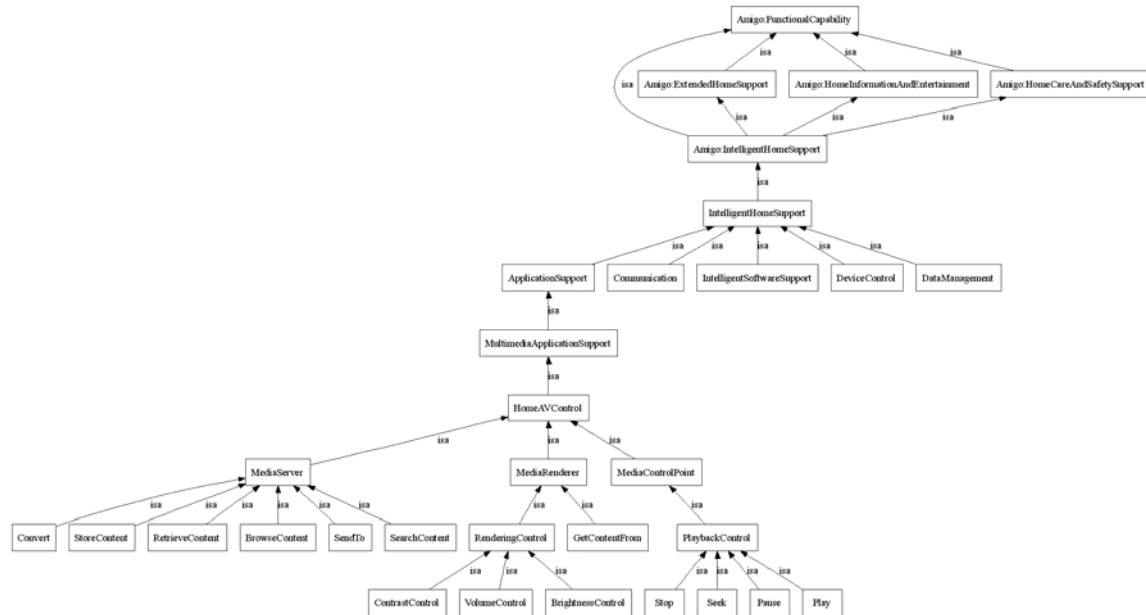 Amigo:FunctionalCapability
isa isa isa
isa
Amigo:ExtendedHomeSupport Amigo:HomeInformationAndEntertainment Amigo:HomeCareAndSafetySupport
isa isa isa
Amigo:IntelligentHomeSupport
isa
IntelligentHomeSupport
isa isa isa isa isa
ApplicationSupport Communication IntelligentSoftwareSupport DeviceControl DataManagement
isa
MultimediaApplicationSupport
isa
HomeAVControl
isa isa isa
MediaServer MediaRenderer MediaControlPoint
isa isa isa isa isa isa isa isa isa
Convert StoreContent RetrieveContent BrowseContent SendTo SearchContent RenderingControl GetContentFrom PlaybackControl
isa isa isa isa isa isa isa
ContrastControl VolumeControl BrightnessControl Stop Seek Pause Play